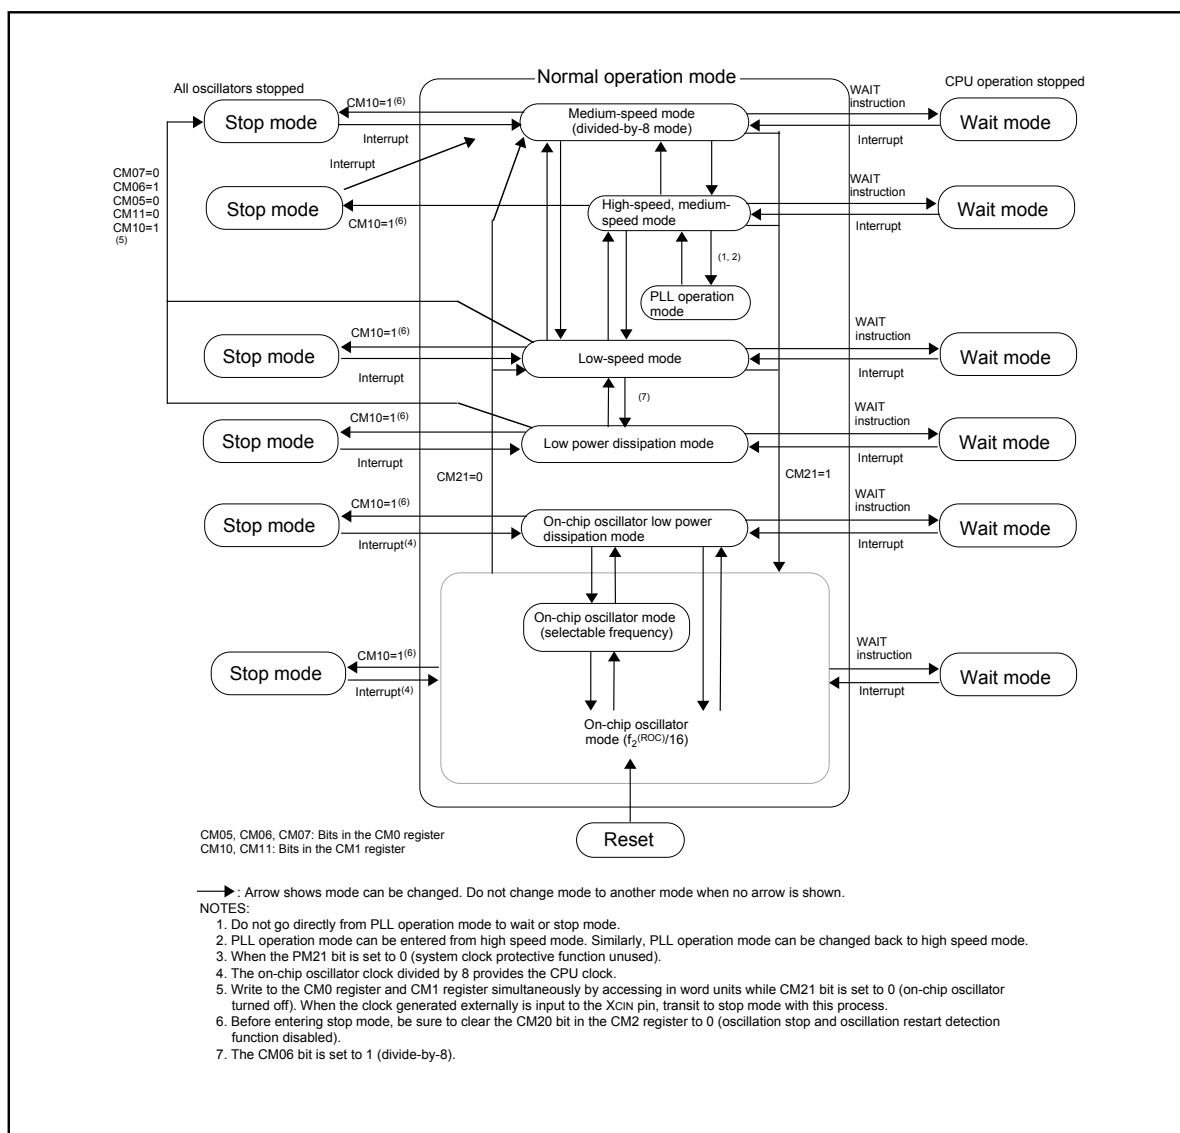 Normal operation mode
All oscillators stopped
CPU operation stopped
CM10=1(6)
Stop mode
Interrupt
Medium-speed mode
(divided-by-8 mode)
WAIT
instruction
Interrupt
Wait mode
Interrupt
CM07=0
CM06=1
CM05=0
CM11=0
CM10=1
(5)
Stop mode
CM10=1(6)
High-speed, medium-
speed mode
WAIT
instruction
Interrupt
Wait mode
(1, 2)
PLL operation
mode
CM10=1(6)
Stop mode
Interrupt
Low-speed mode
WAIT
instruction
Interrupt
Wait mode
(7)
CM10=1(6)
Stop mode
Interrupt
Low power dissipation mode
WAIT
instruction
Interrupt
Wait mode
CM21=0
CM21=1
CM10=1(6)
Stop mode
Interrupt(4)
On-chip oscillator low power
dissipation mode
WAIT
instruction
Interrupt
Wait mode
On-chip oscillator mode
(selectable frequency)
CM10=1(6)
Stop mode
Interrupt(4)
WAIT
instruction
Interrupt
Wait mode
On-chip oscillator
mode (f2(ROC)/16)
Reset
CM05, CM06, CM07: Bits in the CM0 register
CM10, CM11: Bits in the CM1 register
: Arrow shows mode can be changed. Do not change mode to another mode when no arrow is shown.
NOTES:
1. Do not go directly from PLL operation mode to wait or stop mode.
2. PLL operation mode can be entered from high speed mode. Similarly, PLL operation mode can be changed back to high speed mode.
3. When the PM21 bit is set to 0 (system clock protective function unused).
4. The on-chip oscillator clock divided by 8 provides the CPU clock.
5. Write to the CM0 register and CM1 register simultaneously by accessing in word units while CM21 bit is set to 0 (on-chip oscillator
turned off). When the clock generated externally is input to the XCIN pin, transit to stop mode with this process.
6. Before entering stop mode, be sure to clear the CM20 bit in the CM2 register to 0 (oscillation stop and oscillation restart detection
function disabled).
7. The CM06 bit is set to 1 (divide-by-8).